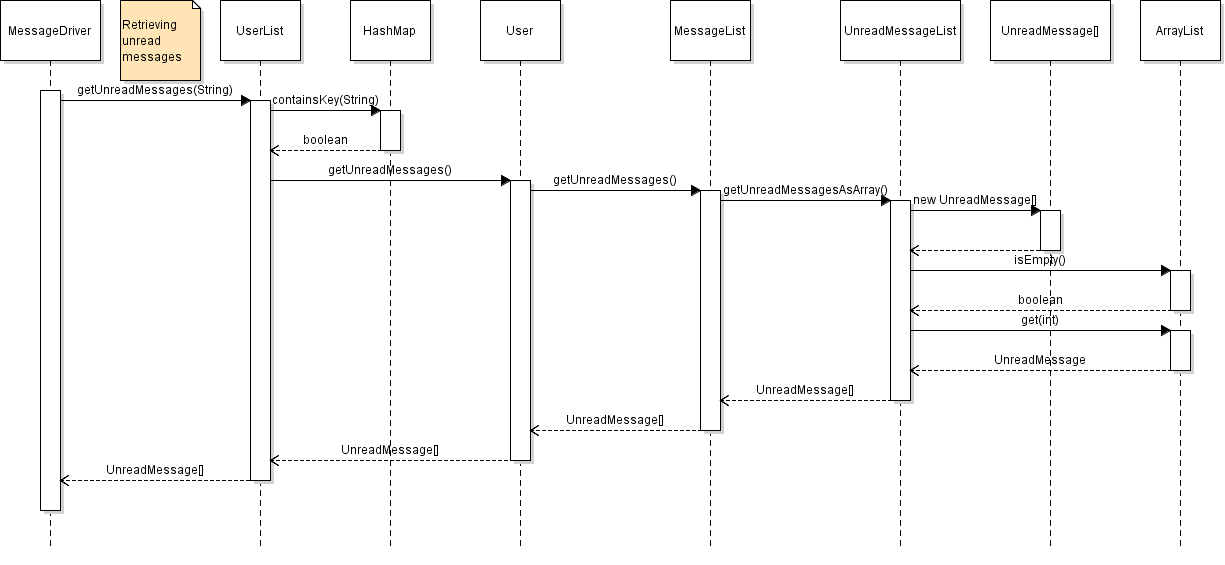 MessageDriver
Retrieving
unread
messages
UserList
HashMap
User
MessageList
UnreadMessageList
UnreadMessage[]
ArrayList
getUnreadMessages(String)
containsKey(String)
boolean
getUnreadMessages()
getUnreadMessages()
getUnreadMessagesAsArray()
new UnreadMessage[]
isEmpty()
boolean
get(int)
UnreadMessage
UnreadMessage[]
UnreadMessage[]
UnreadMessage[]
UnreadMessage[]